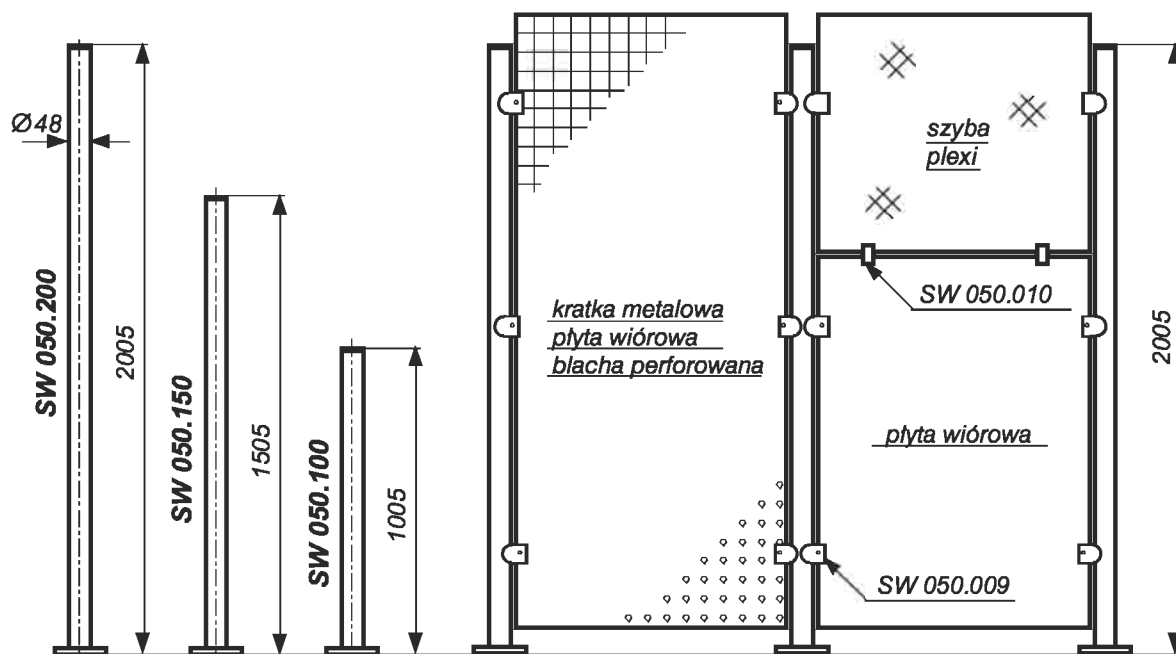 Ø48
SW 050.200
2005
SW 050.150
1505
SW 050.100
1005
kratka metalowa
płyta wiórowa
blacha perforowana
szyba
plexi
SW 050.010
płyta wiórowa
SW 050.009
2005